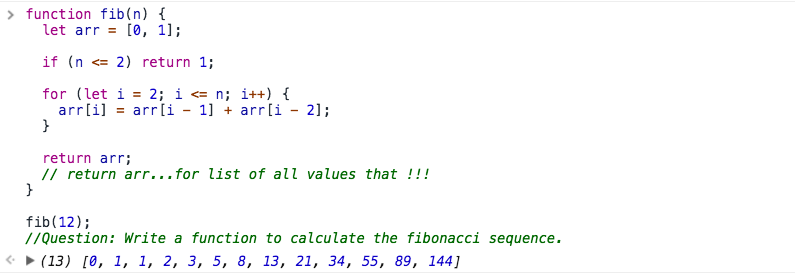 function fib(n) {
let arr = [0, 1];
if (n <= 2) return 1;
for (let i = 2; i <= n; i++) {
arr[i] = arr[i - 1] + arr[i - 2];
}
return arr;
// return arr...for list of all values that !!!
}
fib(12);
//Question: Write a function to calculate the fibonacci sequence.
(13) [0, 1, 1, 2, 3, 5, 8, 13, 21, 34, 55, 89, 144]